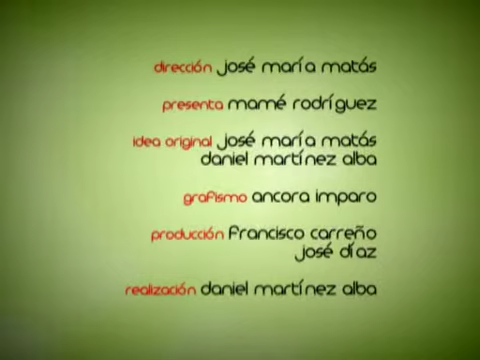 dirección josé maría matás
presenta mamé rodríguez
idea original josé maría matás
daniel martínez alba
grafismo ancora imparo
producción francisco carreño
josé díaz
realización daniel martínez alba